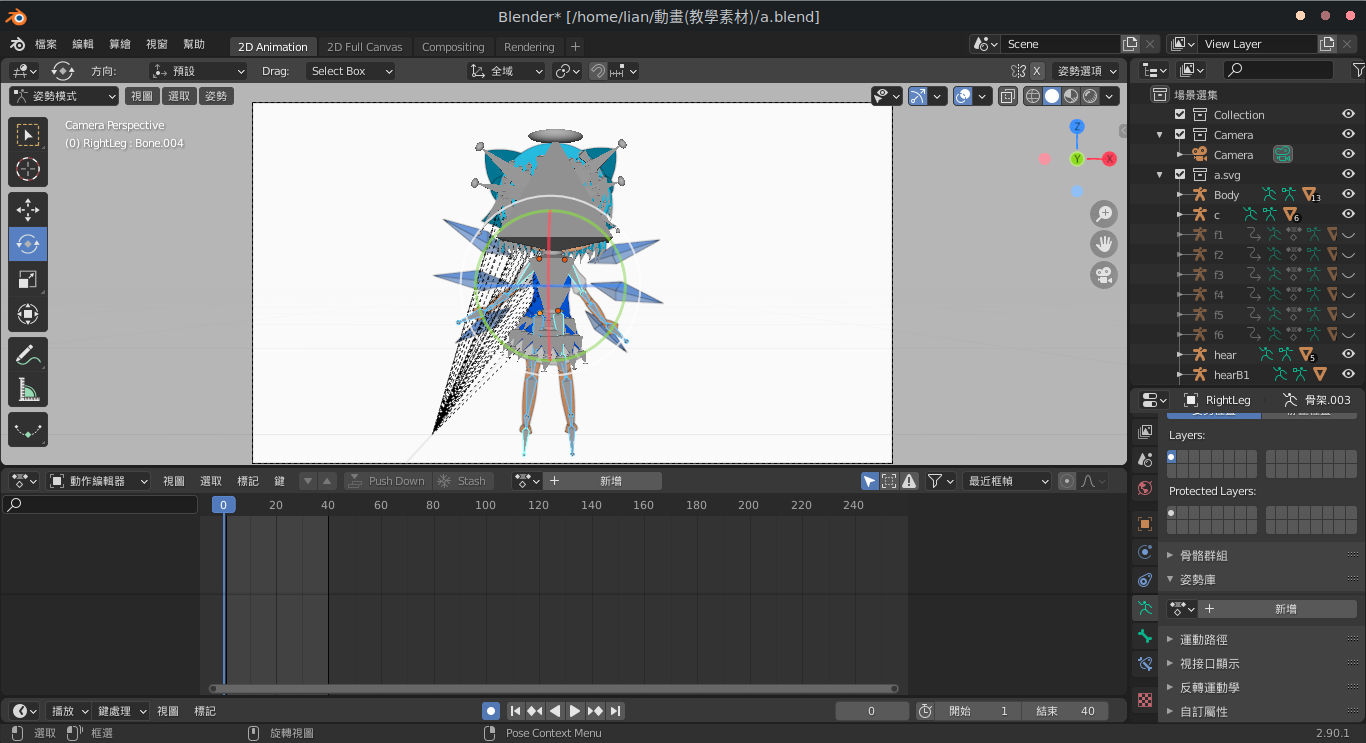 Blender* [/home/lian/動畫(教學素材)/a.blend]
檔案 編輯 算繪 視窗 幫助 2D Animation 2D Full Canvas Compositing Rendering + Scene View Layer
方向: 預設 Drag: Select Box 全域 X 姿勢選項
姿勢模式 視圖 選取 姿勢
Camera Perspective
(0) RightLeg : Bone.004
Z
Y X
場景選集
Collection
Camera
Camera
a.svg
Body 13
c 6
f1
f2
f3
f4
f5
f6
hear 5
hearB1
RightLeg 骨架.003
Layers:
Protected Layers:
骨骼群組
姿勢庫
新增
運動路徑
視接口顯示
反轉運動學
自訂屬性
動作編輯器 視圖 選取 標記 鍵 Push Down Stash 新增 最近框幀
0 20 40 60 80 100 120 140 160 180 200 220 240
播放 鍵處理 視圖 標記 0 開始 1 結束 40
選取 框選 旋轉視圖 Pose Context Menu 2.90.1